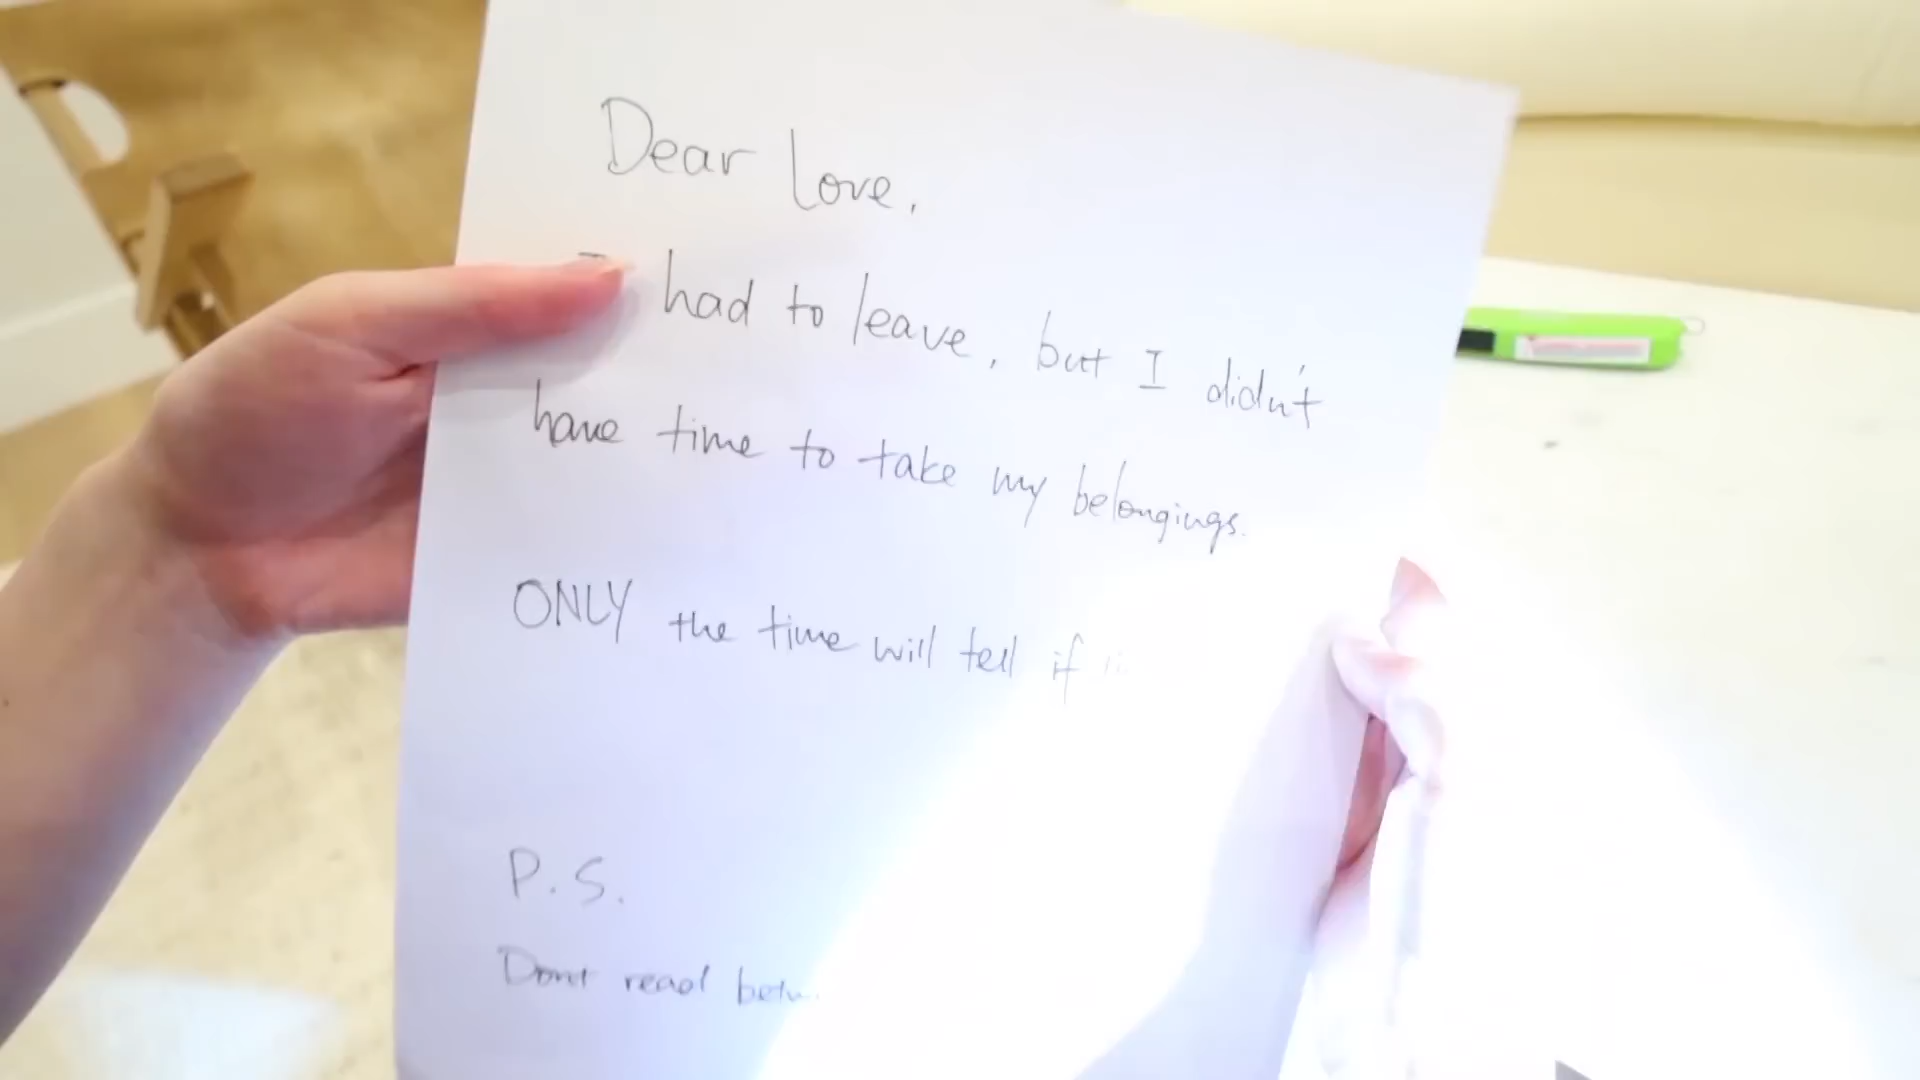 Dear Love,
I had to leave, but I didn't
have time to take my belongings.
ONLY the time will tell if
P.S.
Dont read